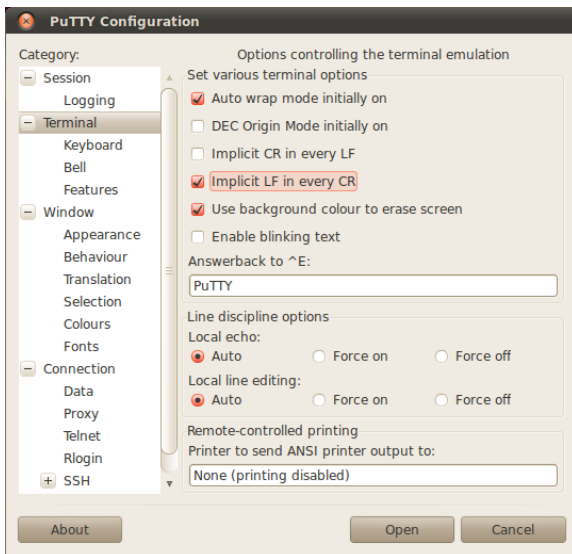 PuTTY Configuration
Category:
Options controlling the terminal emulation
Session
Logging
Terminal
Keyboard
Bell
Features
Window
Appearance
Behaviour
Translation
Selection
Colours
Fonts
Connection
Data
Proxy
Telnet
Rlogin
SSH
Set various terminal options
Auto wrap mode initially on
DEC Origin Mode initially on
Implicit CR in every LF
Implicit LF in every CR
Use background colour to erase screen
Enable blinking text
Answerback to ^E:
PuTTY
Line discipline options
Local echo:
Auto Force on Force off
Local line editing:
Auto Force on Force off
Remote-controlled printing
Printer to send ANSI printer output to:
None (printing disabled)
About Open Cancel